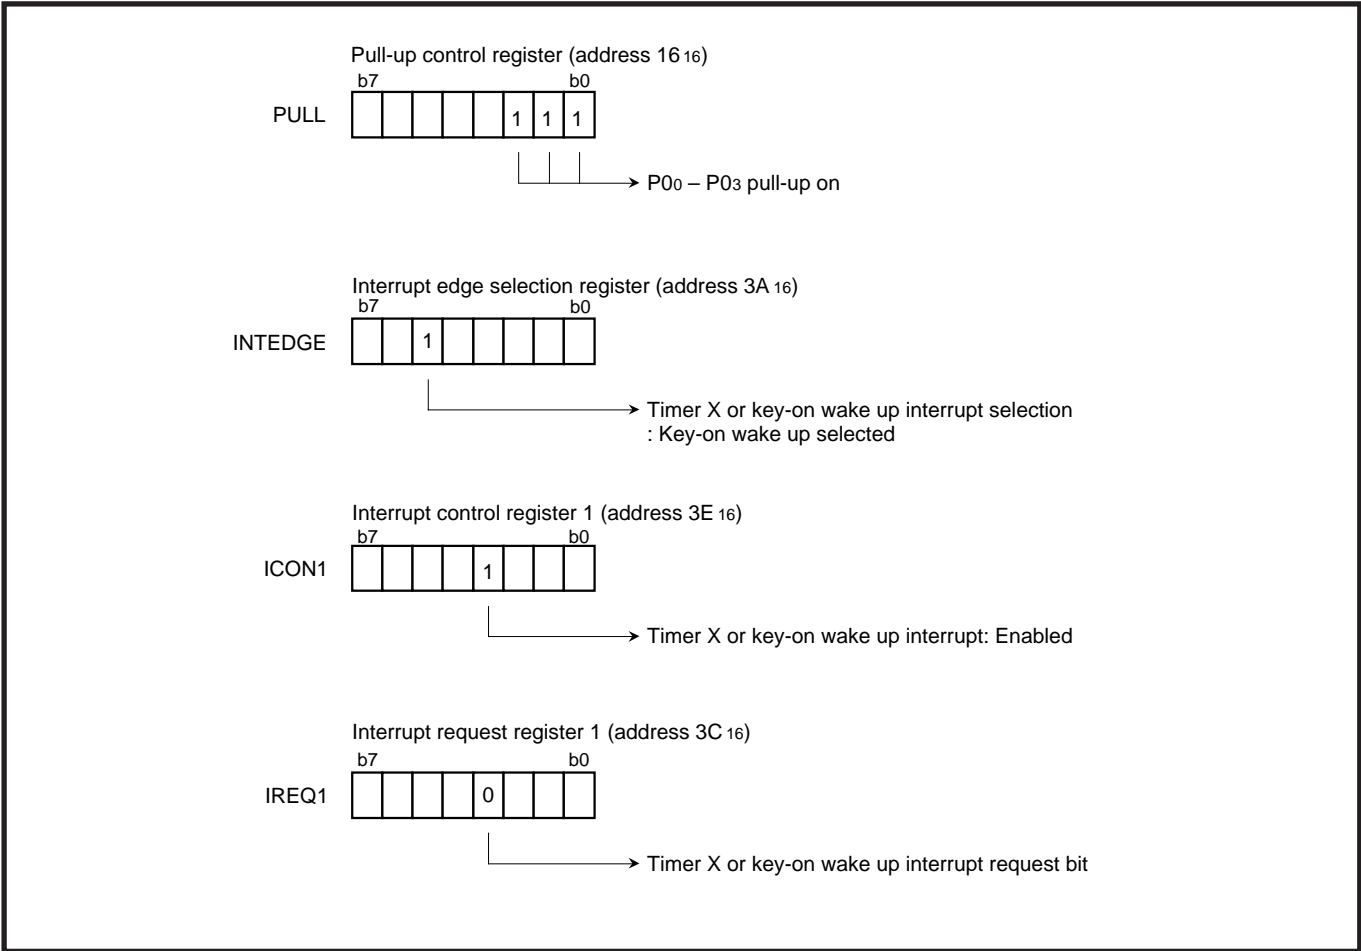 Pull-up control register (address 16 16)
b7 b0
PULL 1 1 1
P00 – P03 pull-up on
Interrupt edge selection register (address 3A 16)
b7 b0
INTEDGE 1
Timer X or key-on wake up interrupt selection
: Key-on wake up selected
Interrupt control register 1 (address 3E 16)
b7 b0
ICON1 1
Timer X or key-on wake up interrupt: Enabled
Interrupt request register 1 (address 3C 16)
b7 b0
IREQ1 0
Timer X or key-on wake up interrupt request bit